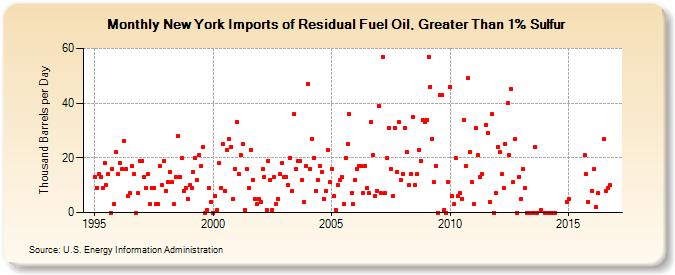 Monthly New York Imports of Residual Fuel Oil, Greater Than 1% Sulfur
Thousand Barrels per Day
60
40
20
0
1995 2000 2005 2010 2015
Source: U.S. Energy Information Administration